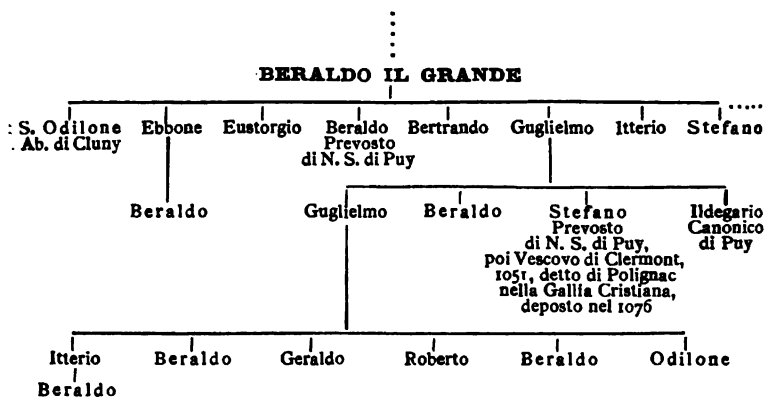 BERALDO IL GRANDE
: S. Odilone Ebbone Eustorgio Beraldo Bertrando Guglielmo Itterio Stefano
. Ab. di Cluny Prevosto
di N. S. di Puy
Beraldo Guglielmo Beraldo Stefano Ildegario
Prevosto Canonico
di N. S. di Puy, di Puy
poi Vescovo di Clermont,
1051, detto di Polignac
nella Gallia Cristiana,
deposto nel 1076
Itterio Beraldo Geraldo Roberto Beraldo Odilone
Beraldo